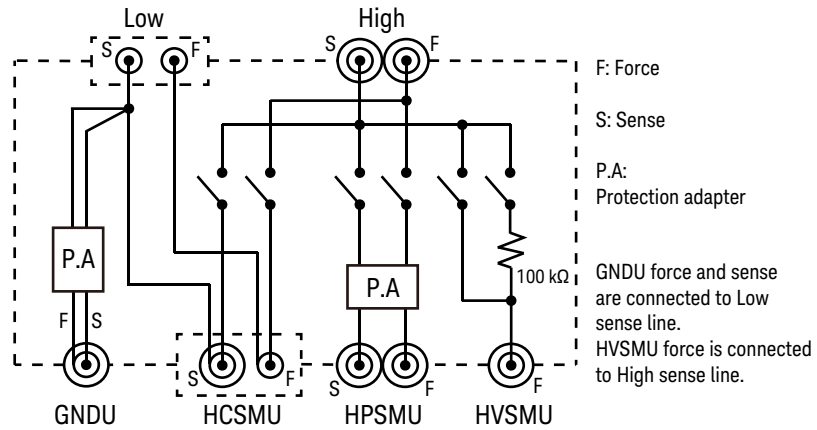 Low
High
S
F
S
F
F: Force
S: Sense
P.A:
Protection adapter
P.A
P.A
100 kΩ
GNDU force and sense
are connected to Low
sense line.
HVSMU force is connected
to High sense line.
F
S
S
F
S
F
F
GNDU
HCSMU
HPSMU
HVSMU